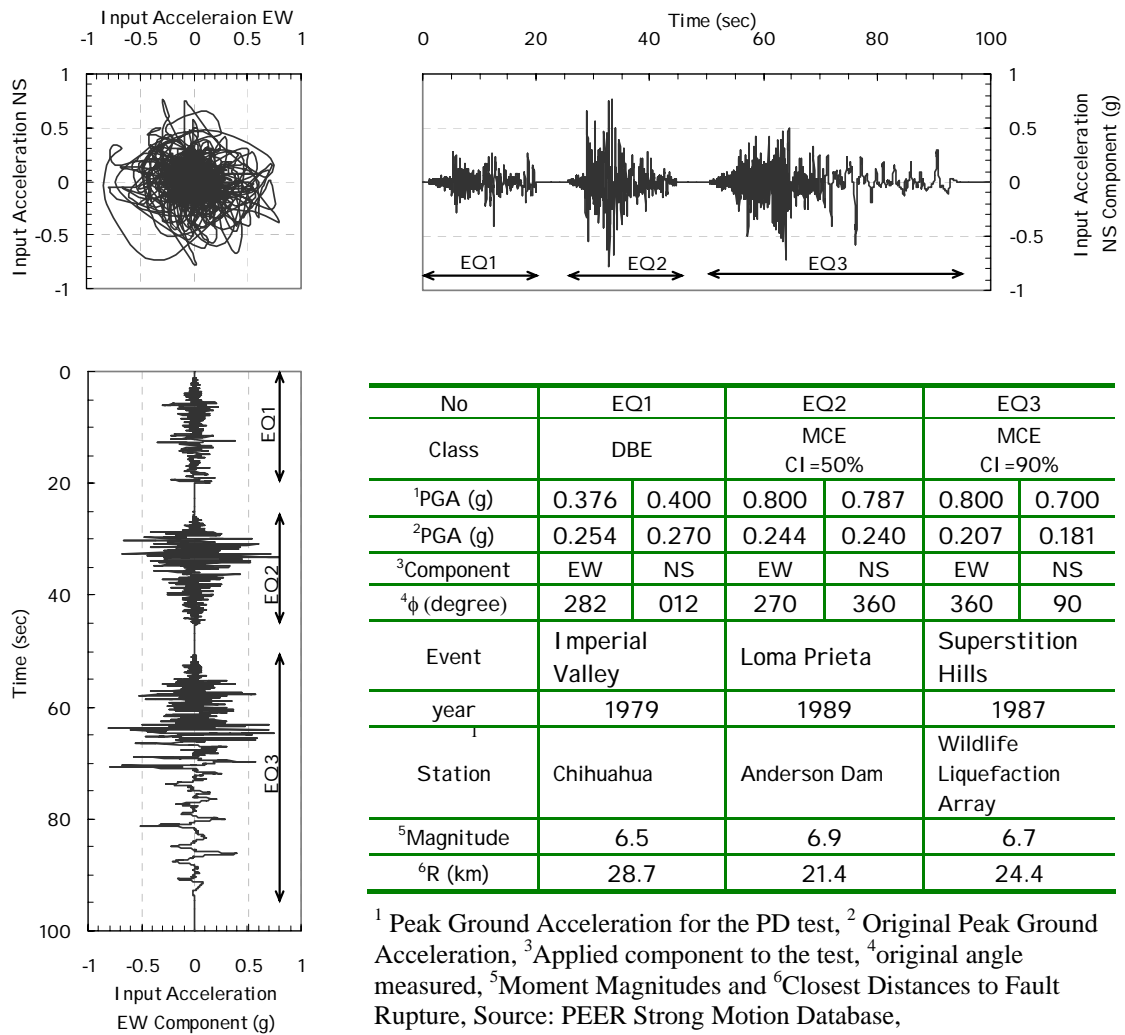 Input Acceleraion EW
-1 -0.5 0 0.5 1
Input Acceleration NS
1
0.5
0
-0.5
-1
Time (sec)
0 20 40 60 80 100
EQ1 EQ2 EQ3
1
0.5
0
-0.5
-1
Input Acceleration
NS Component (g)
0
20
40
60
80
100
Time (sec)
EQ1
EQ2
EQ3
-1 -0.5 0 0.5 1
Input Acceleration
EW Component (g)
No EQ1 EQ2 EQ3
Class DBE MCE CI=50% MCE CI=90%
¹PGA (g) 0.376 0.400 0.800 0.787 0.800 0.700
²PGA (g) 0.254 0.270 0.244 0.240 0.207 0.181
³Component EW NS EW NS EW NS
⁴ϕ (degree) 282 012 270 360 360 90
Event Imperial Valley Loma Prieta Superstition Hills
year 1979 1989 1987
1
Station Chihuahua Anderson Dam Wildlife Liquefaction Array
⁵Magnitude 6.5 6.9 6.7
⁶R (km) 28.7 21.4 24.4
¹ Peak Ground Acceleration for the PD test, ² Original Peak Ground
Acceleration, ³Applied component to the test, ⁴original angle
measured, ⁵Moment Magnitudes and ⁶Closest Distances to Fault
Rupture, Source: PEER Strong Motion Database,